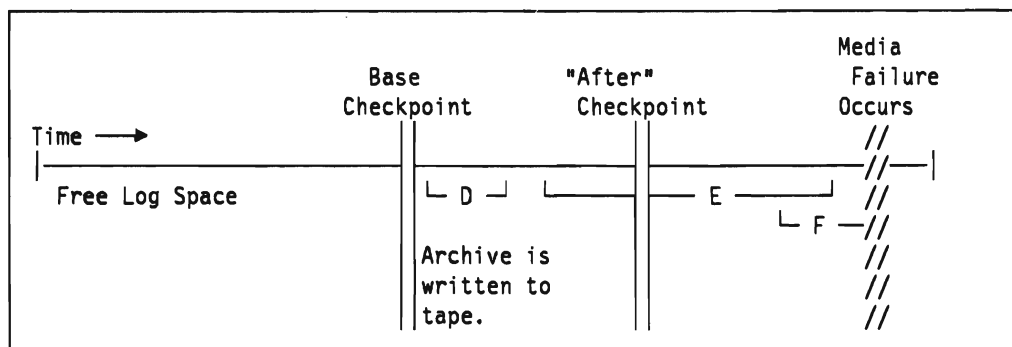 Media
Base "After" Failure
Checkpoint Checkpoint Occurs
Time
Free Log Space D E
F
Archive is
written to
tape.